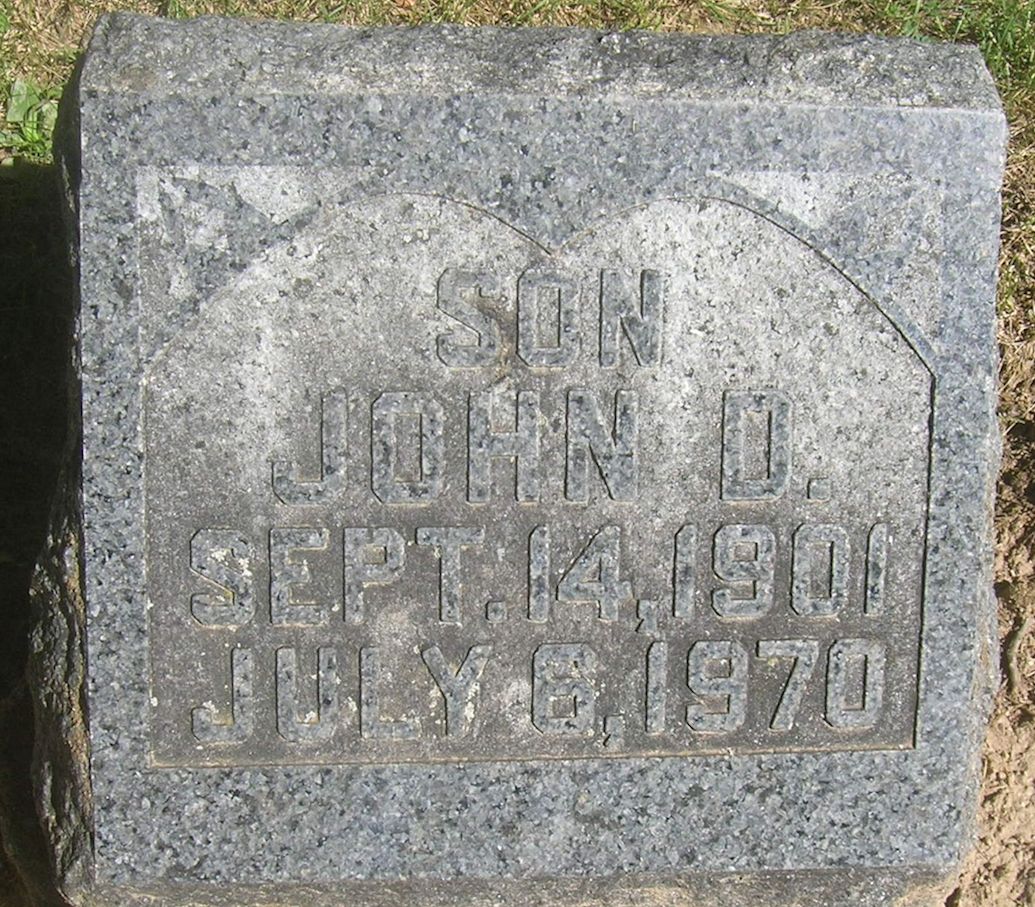 SON
JOHN D.
SEPT. 14, 1901
JULY 6, 1970